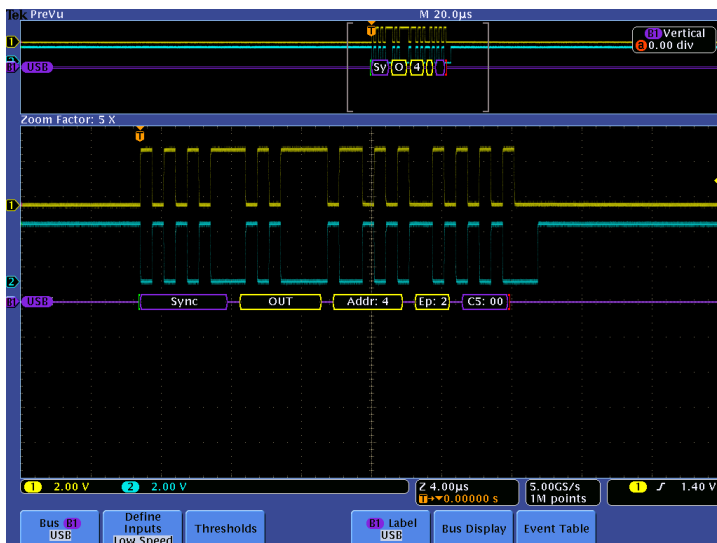 Tek PreVu M 20.0µs
T
B1 Vertical
a 0.00 div
1
B1 USB Sy O 4
Zoom Factor: 5 X
T
1
2
B1 USB Sync OUT Addr: 4 Ep: 2 C5: 00
1 2.00 V 2 2.00 V Z 4.00µs 5.00GS/s 1 1.40 V
T→▼0.00000 s 1M points
Bus B1 USB
Define Inputs Low Speed
Thresholds
B1 Label USB
Bus Display
Event Table